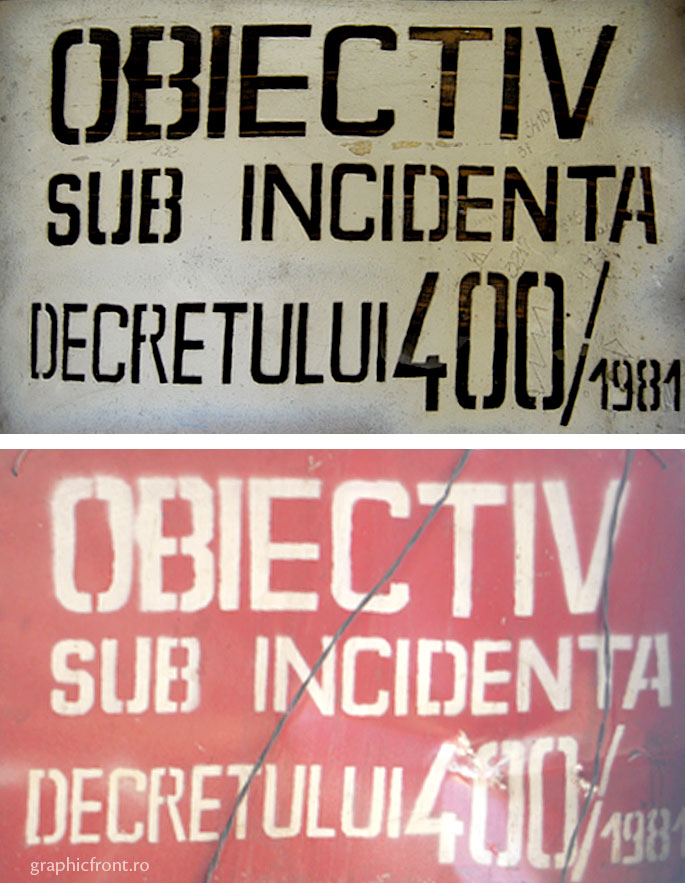 OBIECTIV
SUB INCIDENTA
DECRETULUI 400/1981
OBIECTIV
SUB INCIDENTA
DECRETULUI 400/1981
graphicfront.ro